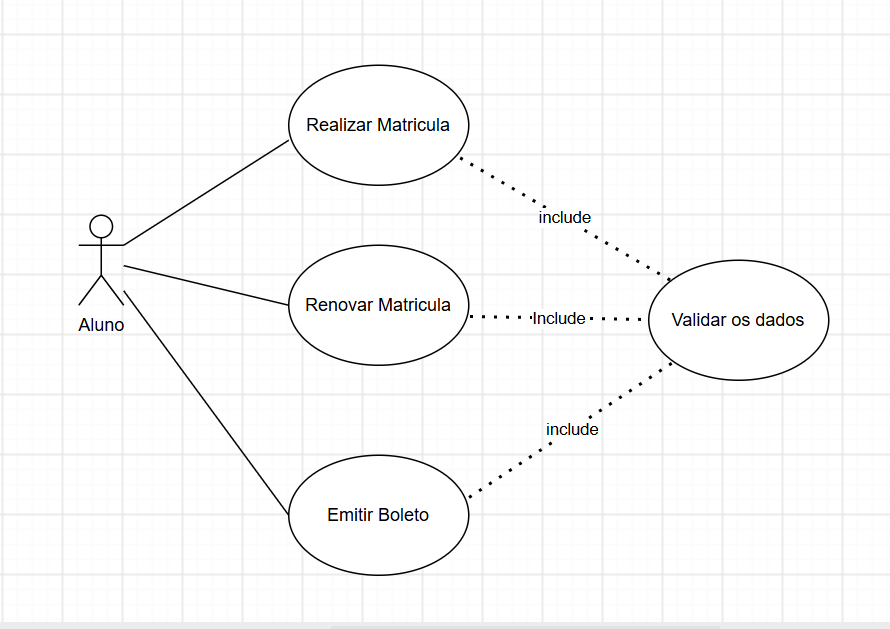 Realizar Matricula
include
Aluno
Renovar Matricula
Include
Validar os dados
include
Emitir Boleto